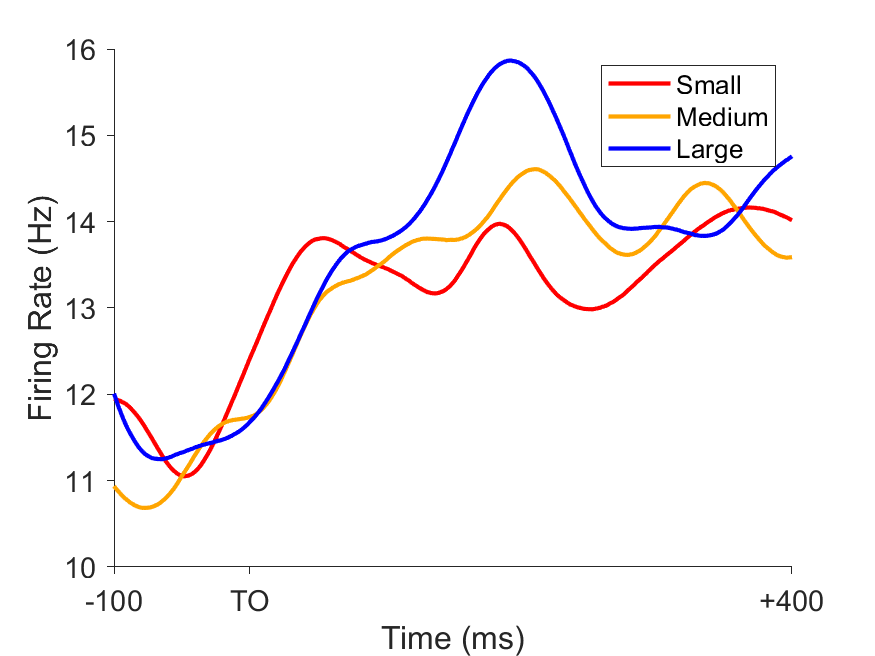 16
15
14
13
12
11
10
Firing Rate (Hz)
Small
Medium
Large
-100 TO +400
Time (ms)